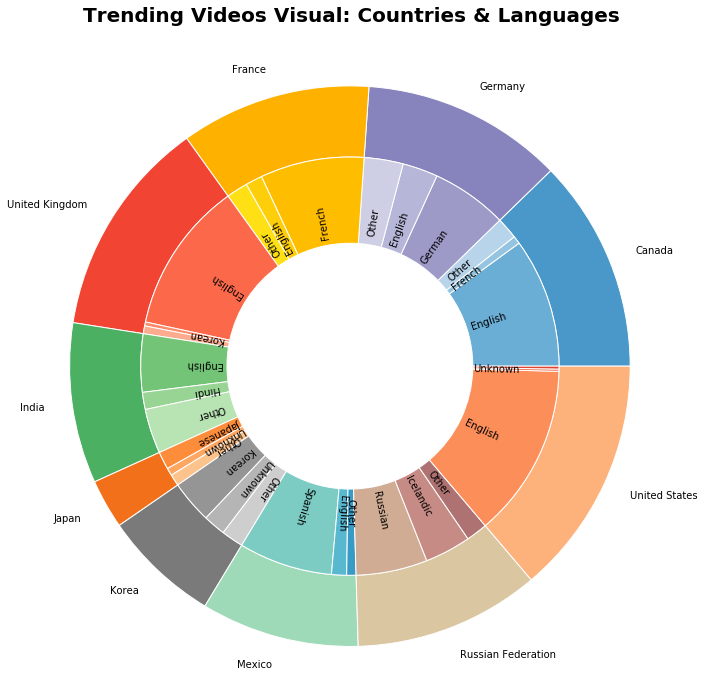 Trending Videos Visual: Countries & Languages
France
Germany
United Kingdom
Canada
India
Japan
Korea
Mexico
Russian Federation
United States
English
French
Other
German
English
Other
French
English
Other
English
Korean
English
Hindi
Other
Japanese
Unknown
Other
Korean
Unknown
Other
Spanish
English
Other
Russian
Icelandic
Other
English
Unknown